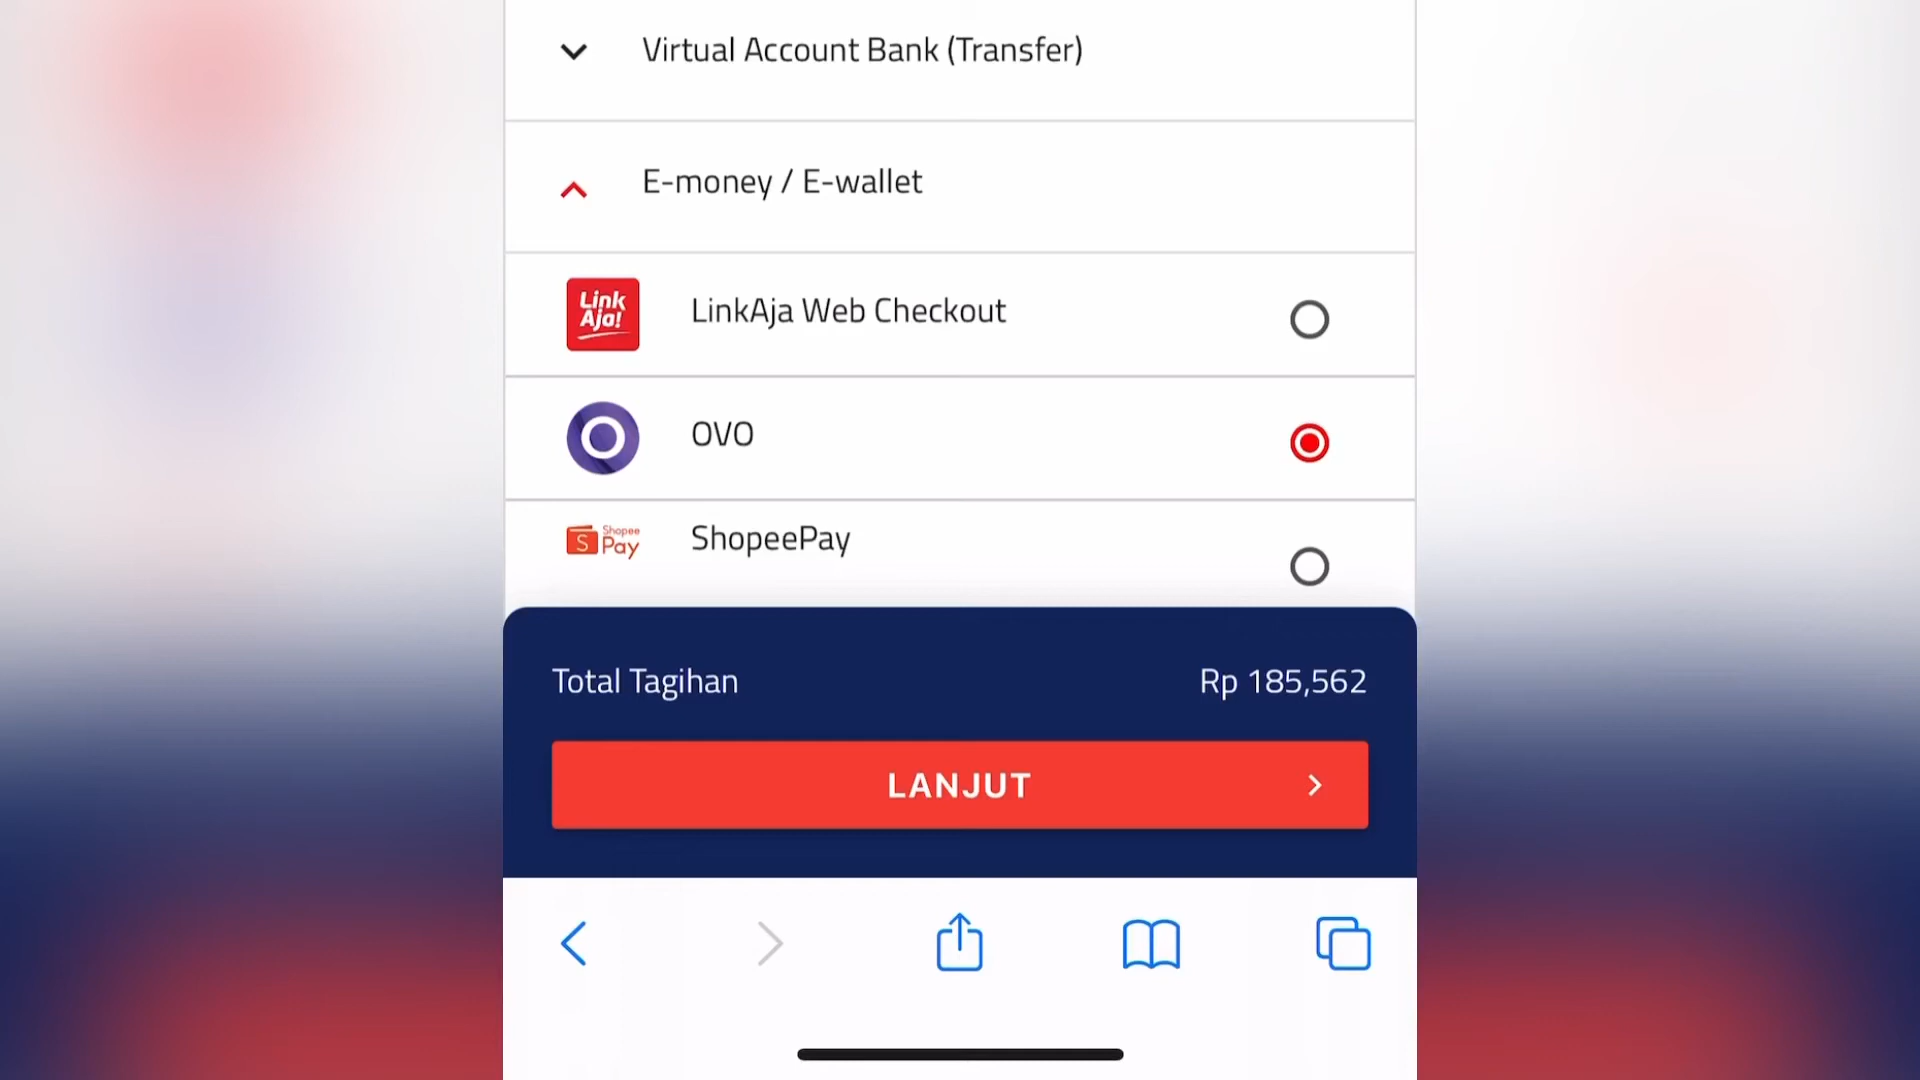 Virtual Account Bank (Transfer)
E-money / E-wallet
Link
Aja!
LinkAja Web Checkout
OVO
S
Shopee
Pay
ShopeePay
Total Tagihan
Rp 185,562
LANJUT